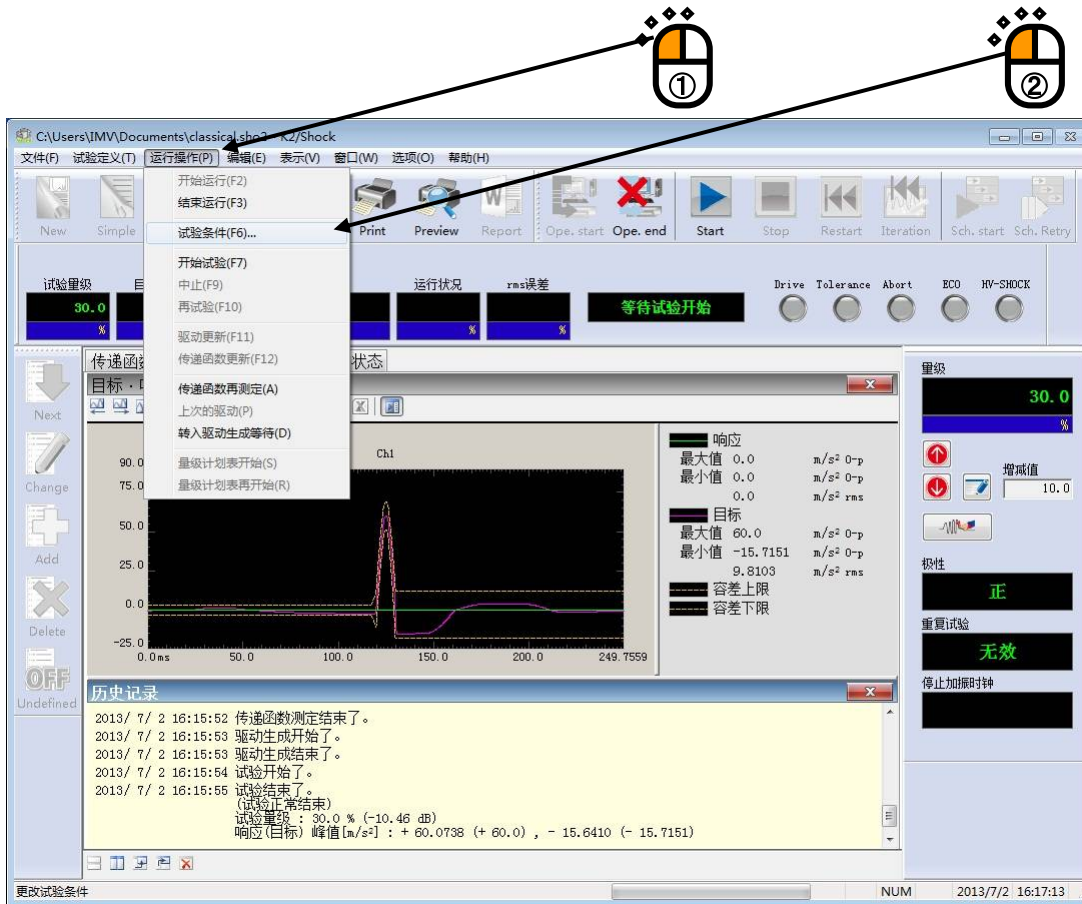 ①
②
C:\Users\IMV\Documents\classical.sho2 - K2/Shock
文件(F) 试验定义(T) 运行操作(P) 编辑(E) 表示(V) 窗口(W) 选项(O) 帮助(H)
开始运行(F2)
结束运行(F3)
试验条件(F6)...
开始试验(F7)
中止(F9)
再试验(F10)
驱动更新(F11)
传递函数更新(F12)
传递函数再测定(A)
上次的驱动(P)
转入驱动生成等待(D)
量级计划表开始(S)
量级计划表再开始(R)
New Simple Print Preview Report Ope. start Ope. end Start Stop Restart Iteration Sch. start Sch. Retry
试验量级 运行状况 rms误差
30.0
% % %
等待试验开始
Drive Tolerance Abort ECO HV-SHOCK
Next
Change
Add
Delete
OFF
Undefined
传递函数 状态
目标・
Ch1
90.0
75.0
50.0
25.0
0.0
-25.0
0.0ms 50.0 100.0 150.0 200.0 249.7559
响应
最大值 0.0 m/s² 0-p
最小值 0.0 m/s² 0-p
0.0 m/s² rms
目标
最大值 60.0 m/s² 0-p
最小值 -15.7151 m/s² 0-p
9.8103 m/s² rms
容差上限
容差下限
量级
30.0
%
增减值
10.0
极性
正
重复试验
无效
停止加振时钟
历史记录
2013/ 7/ 2 16:15:52 传递函数测定结束了。
2013/ 7/ 2 16:15:53 驱动生成开始了。
2013/ 7/ 2 16:15:53 驱动生成结束了。
2013/ 7/ 2 16:15:54 试验开始了。
2013/ 7/ 2 16:15:55 试验结束了。
(试验正常结束)
试验量级 : 30.0 % (-10.46 dB)
响应(目标) 峰值[m/s²] : + 60.0738 (+ 60.0) , - 15.6410 (- 15.7151)
更改试验条件 NUM 2013/7/2 16:17:13